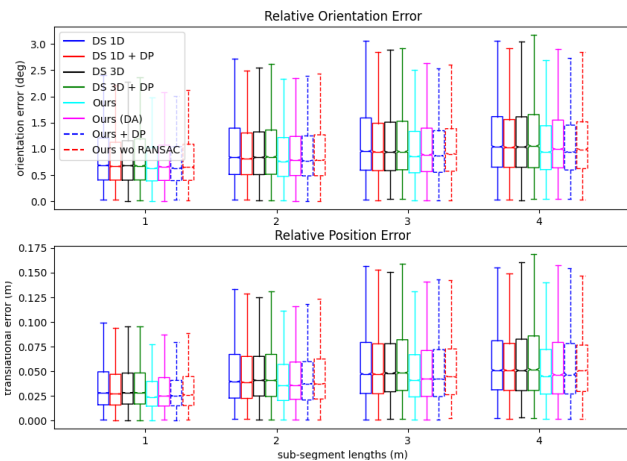 Relative Orientation Error
orientation error (deg)
3.0
2.5
2.0
1.5
1.0
0.5
0.0
DS 1D
DS 1D + DP
DS 3D
DS 3D + DP
Ours
Ours (DA)
Ours + DP
Ours wo RANSAC
1
2
3
4
Relative Position Error
translational error (m)
0.175
0.150
0.125
0.100
0.075
0.050
0.025
0.000
1
2
3
4
sub-segment lengths (m)